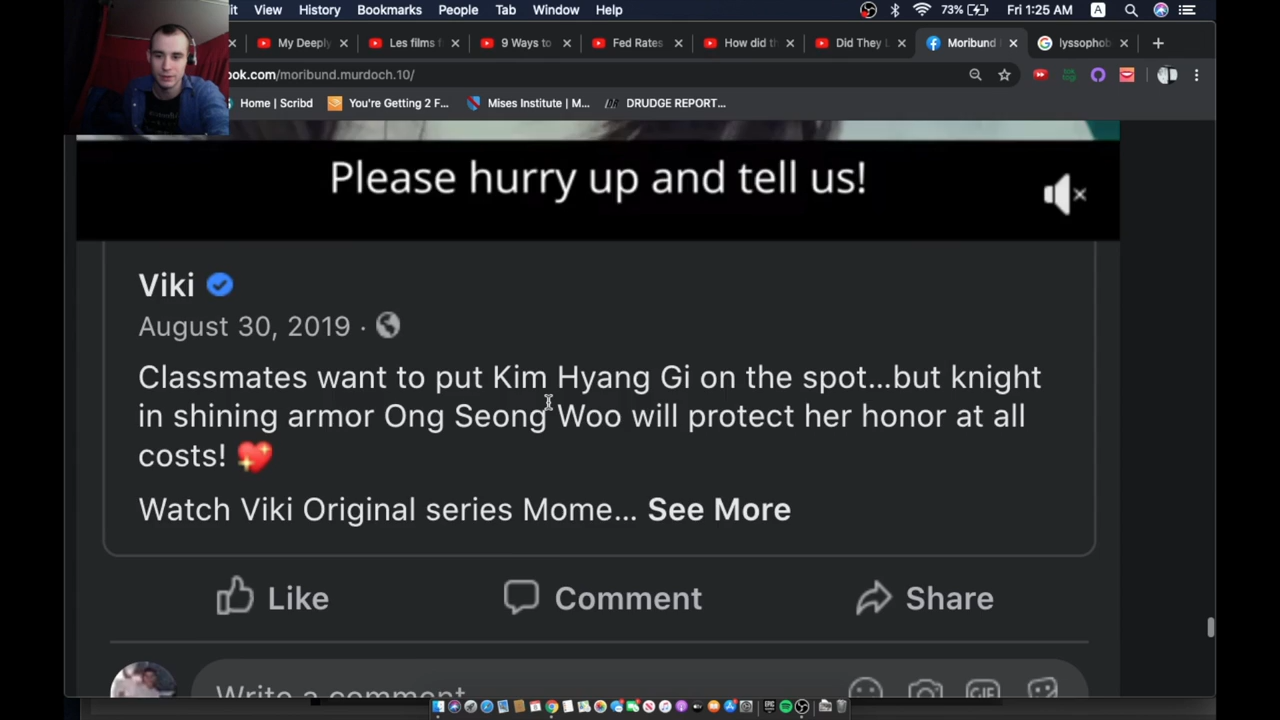 View History Bookmarks People Tab Window Help 73% Fri 1:25 AM A
My Deeply Les films f 9 Ways to Fed Rates How did th Did They L Moribund lyssophob
ook.com/moribund.murdoch.10/
Home | Scribd You're Getting 2 F... Mises Institute | M... DRUDGE REPORT...
Please hurry up and tell us!
Viki
August 30, 2019 ·
Classmates want to put Kim Hyang Gi on the spot...but knight
in shining armor Ong Seong Woo will protect her honor at all
costs!
Watch Viki Original series Mome... See More
Like Comment Share
Write a comment
GIF